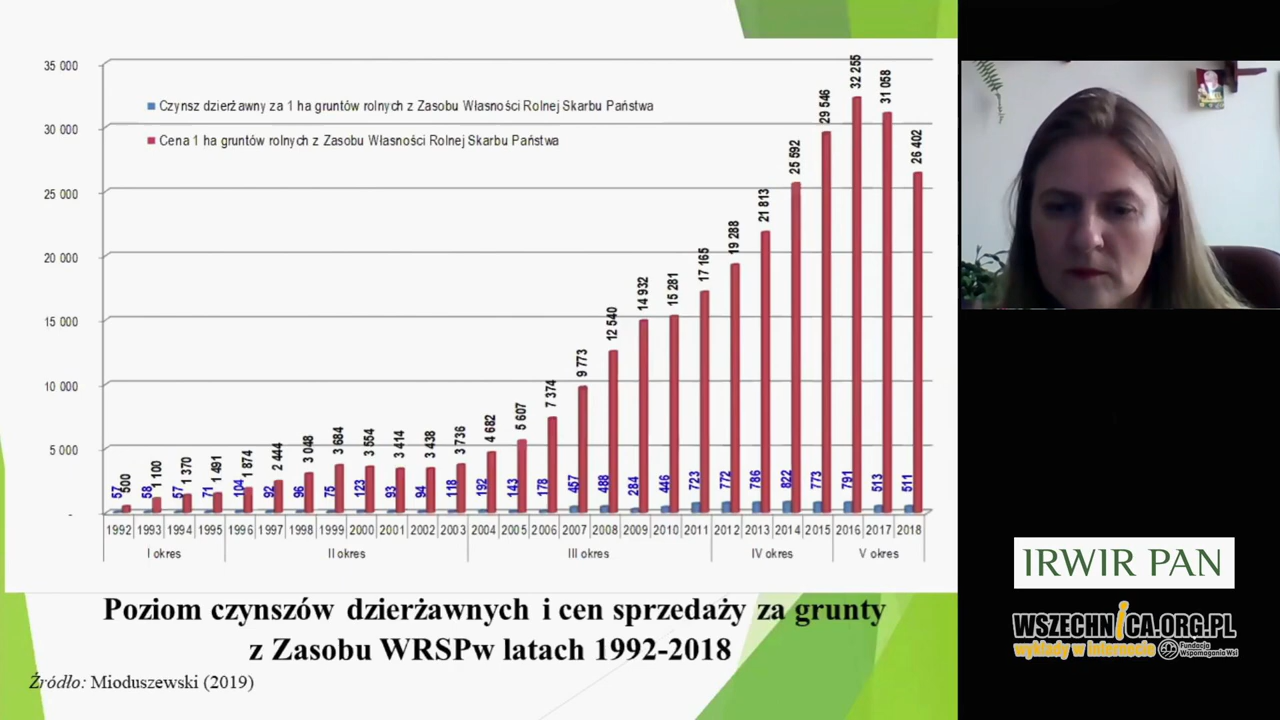 35 000
30 000
25 000
20 000
15 000
10 000
5 000
-
Czynsz dzierżawny za 1 ha gruntów rolnych z Zasobu Własności Rolnej Skarbu Państwa
Cena 1 ha gruntów rolnych z Zasobu Własności Rolnej Skarbu Państwa
57 58 57 71 104 92 96 75 123 93 94 118 192 143 178 457 488 284 446 723 772 786 822 773 791 513 511
500 1 100 1 370 1 491 1 874 2 444 3 048 3 684 3 554 3 414 3 438 3 736 4 682 5 607 7 374 9 773 12 540 14 932 15 281 17 165 19 288 21 813 25 592 29 546 32 255 31 058 26 402
1992 1993 1994 1995 1996 1997 1998 1999 2000 2001 2002 2003 2004 2005 2006 2007 2008 2009 2010 2011 2012 2013 2014 2015 2016 2017 2018
I okres II okres III okres IV okres V okres
Poziom czynszów dzierżawnych i cen sprzedaży za grunty
z Zasobu WRSPw latach 1992-2018
Źródło: Mioduszewski (2019)
IRWIR PAN
WSZECHNICA.ORG.PL
wykłady w internecie Fundacja
Wspomagania Wsi